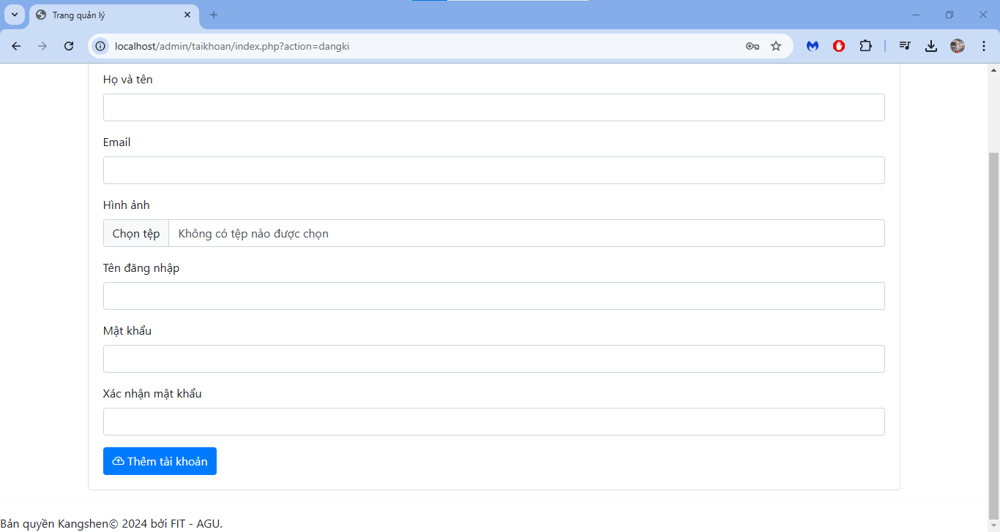 Trang quản lý
localhost/admin/taikhoan/index.php?action=dangki
Họ và tên
Email
Hình ảnh
Chọn tệp Không có tệp nào được chọn
Tên đăng nhập
Mật khẩu
Xác nhận mật khẩu
Thêm tài khoản
Bản quyền Kangshen© 2024 bởi FIT - AGU.